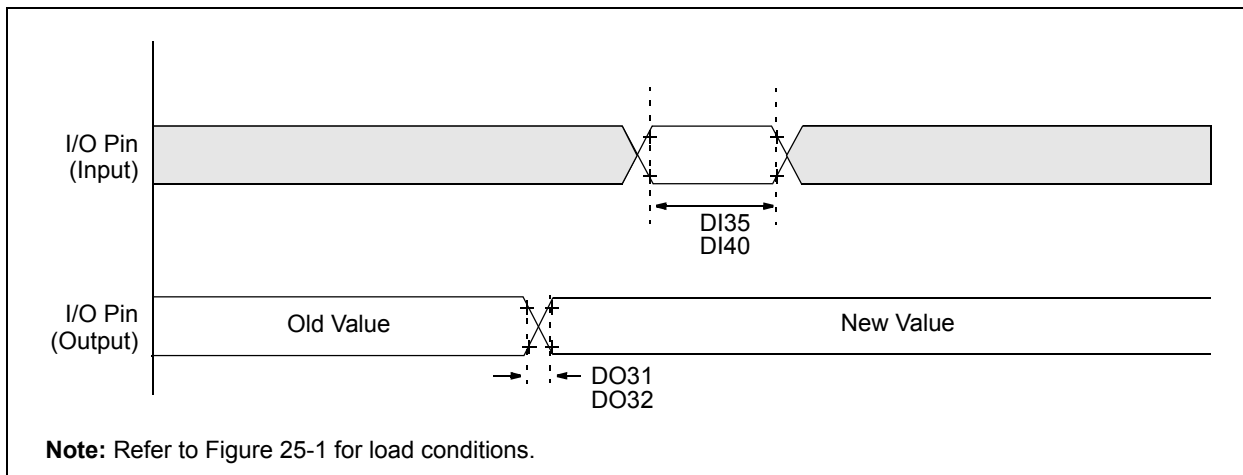 I/O Pin
(Input)
DI35
DI40
I/O Pin
(Output)
Old Value
New Value
DO31
DO32
Note: Refer to Figure 25-1 for load conditions.